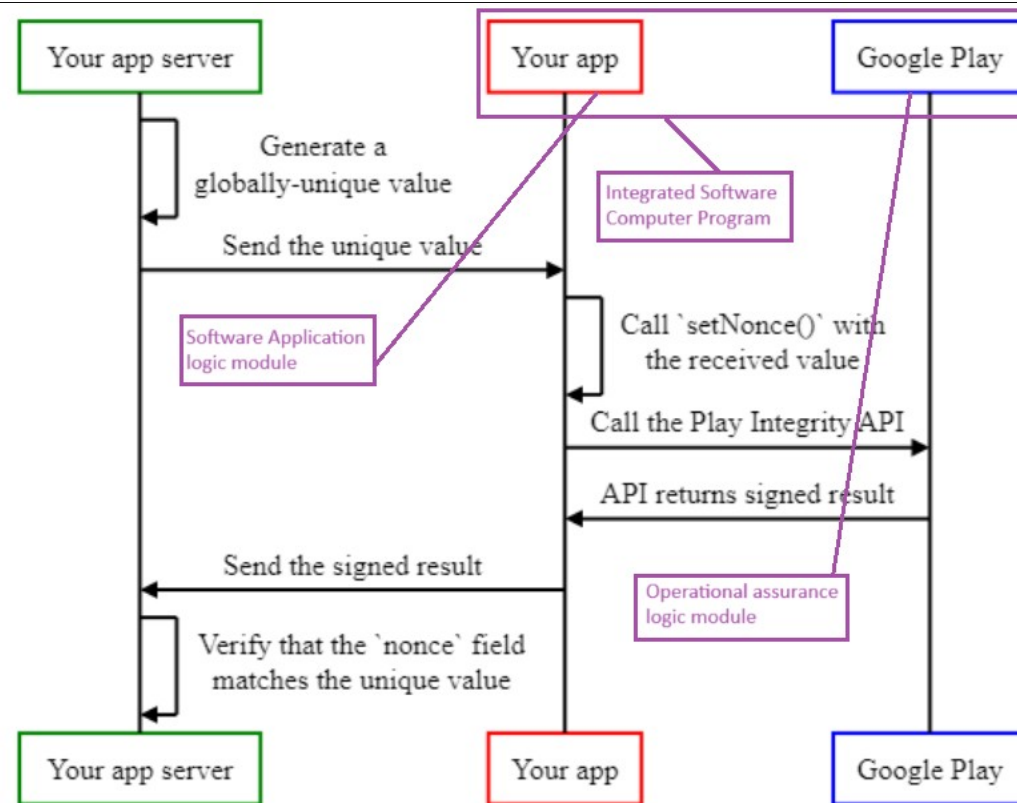 Your app server
Your app
Google Play
Generate a
globally-unique value
Integrated Software
Computer Program
Send the unique value
Software Application
logic module
Call `setNonce()` with
the received value
Call the Play Integrity API
API returns signed result
Send the signed result
Operational assurance
logic module
Verify that the `nonce` field
matches the unique value
Your app server
Your app
Google Play